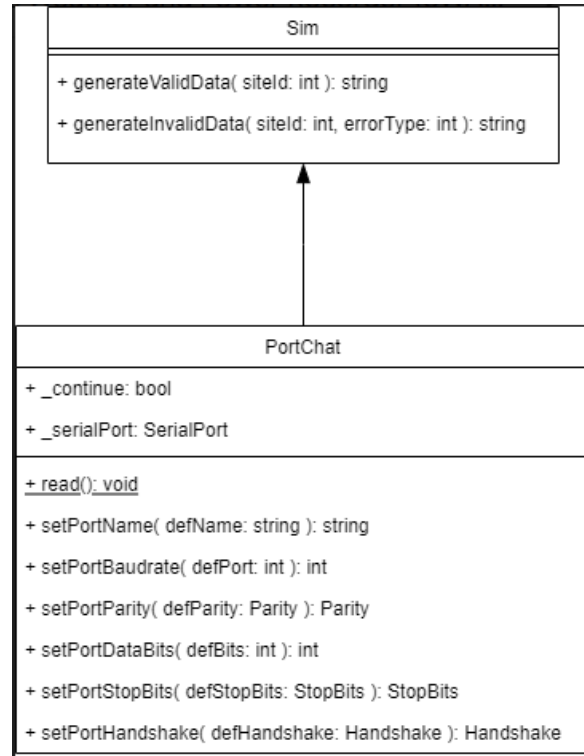 Sim
+ generateValidData( siteId: int ): string
+ generateInvalidData( siteId: int, errorType: int ): string
PortChat
+ _continue: bool
+ _serialPort: SerialPort
+ read(): void
+ setPortName( defName: string ): string
+ setPortBaudrate( defPort: int ): int
+ setPortParity( defParity: Parity ): Parity
+ setPortDataBits( defBits: int ): int
+ setPortStopBits( defStopBits: StopBits ): StopBits
+ setPortHandshake( defHandshake: Handshake ): Handshake